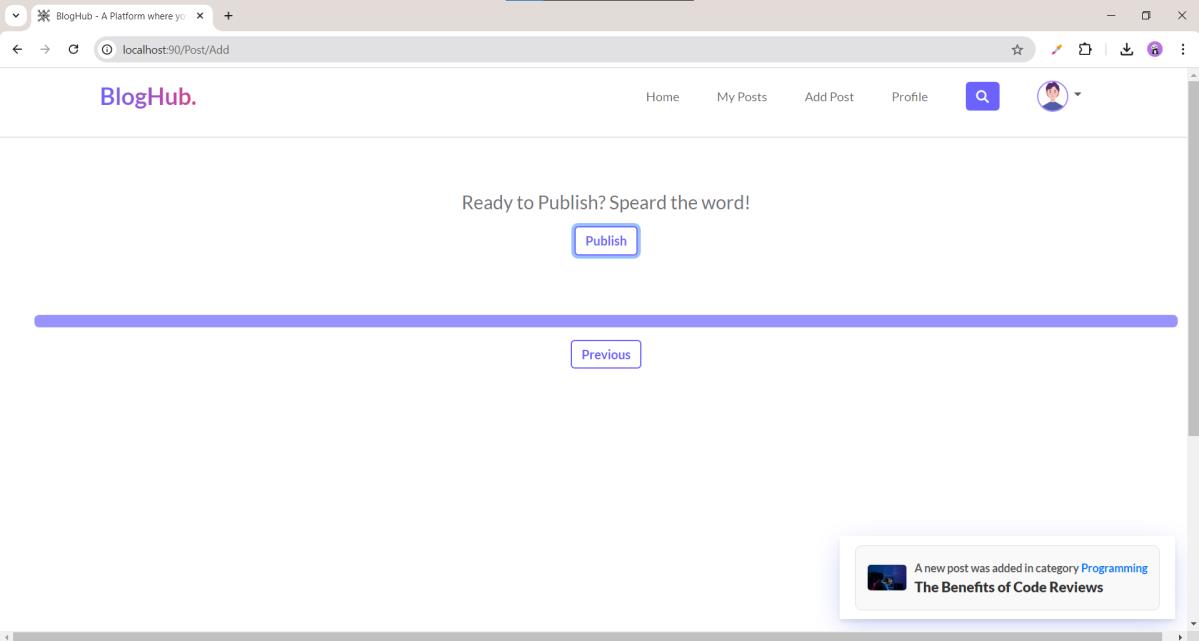 BlogHub - A Platform where yo
localhost:90/Post/Add
BlogHub.
Home
My Posts
Add Post
Profile
Ready to Publish? Speard the word!
Publish
Previous
A new post was added in category Programming
The Benefits of Code Reviews